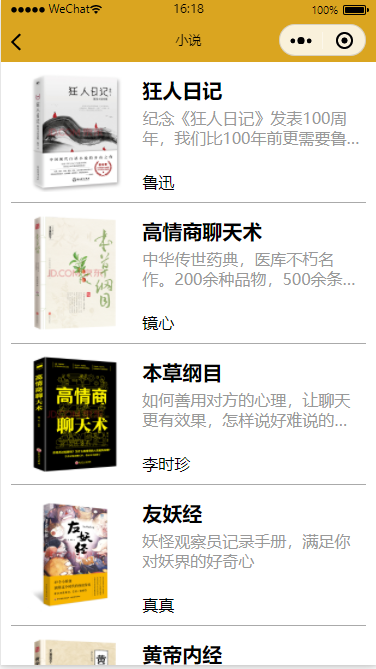 WeChat
16:18
100%
小说
狂人日记
纪念《狂人日记》发表100周
年，我们比100年前更需要鲁...
鲁迅
狂人日记
高情商聊天术
中华传世药典，医库不朽名
作。200余种品物，500余条...
镜心
本草纲目
本草纲目
如何善用对方的心理，让聊天
更有效果，怎样说好难说的...
李时珍
高情商
聊天术
高情商聊天术
友妖经
妖怪观察员记录手册，满足你
对妖界的好奇心
真真
友妖经
黄帝内经
黄